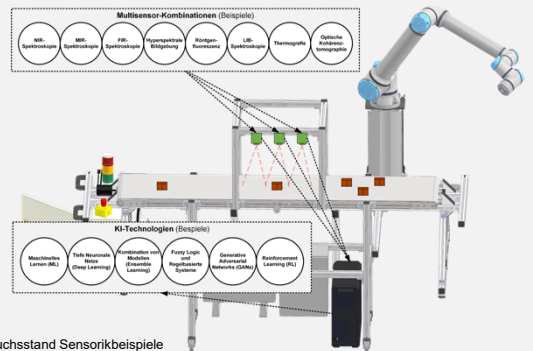 Multisensor-Kombinationen (Beispiele)
NIR-
Spektroskopie
MIR-
Spektroskopie
FIR-
Spektroskopie
Hyperspektrale
Bildgebung
Röntgen-
fluoreszenz
LIB-
Spektroskopie
Thermografie
Optische
Kohärenz-
tomographie
KI-Technologien (Beispiele)
Maschinelles
Lernen (ML)
Tiefe Neuronale
Netze
(Deep Learning)
Kombination von
Modellen
(Ensemble
Learning)
Fuzzy Logic
und
Regelbasierte
Systeme
Generative
Adversarial
Networks (GANs)
Reinforcement
Learning (RL)
uchsstand Sensorikbeispiele